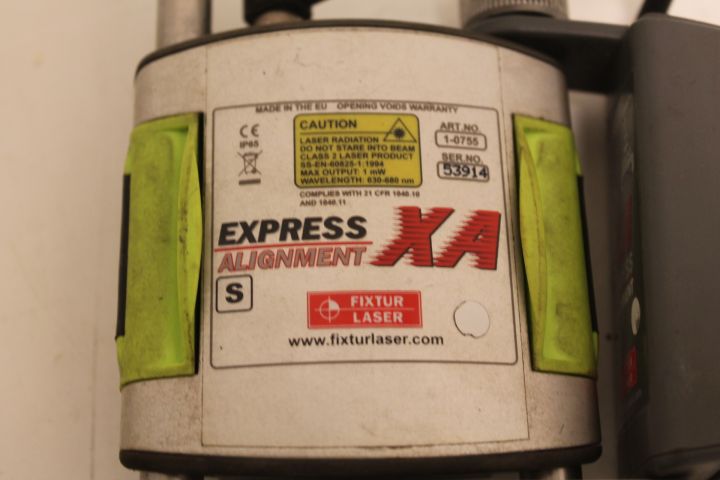 MADE IN THE EU OPENING VOIDS WARRANTY
CE
IP65
CAUTION
LASER RADIATION
DO NOT STARE INTO BEAM
CLASS 2 LASER PRODUCT
SS-EN-60825-1:1994
MAX OUTPUT: 1 mW
WAVELENGTH: 630-680 nm
COMPLIES WITH 21 CFR 1040.10
AND 1040.11
ART.NO
1-0755
SER.NO.
53914
EXPRESS
ALIGNMENT
XA
S
FIXTUR
LASER
www.fixturlaser.com